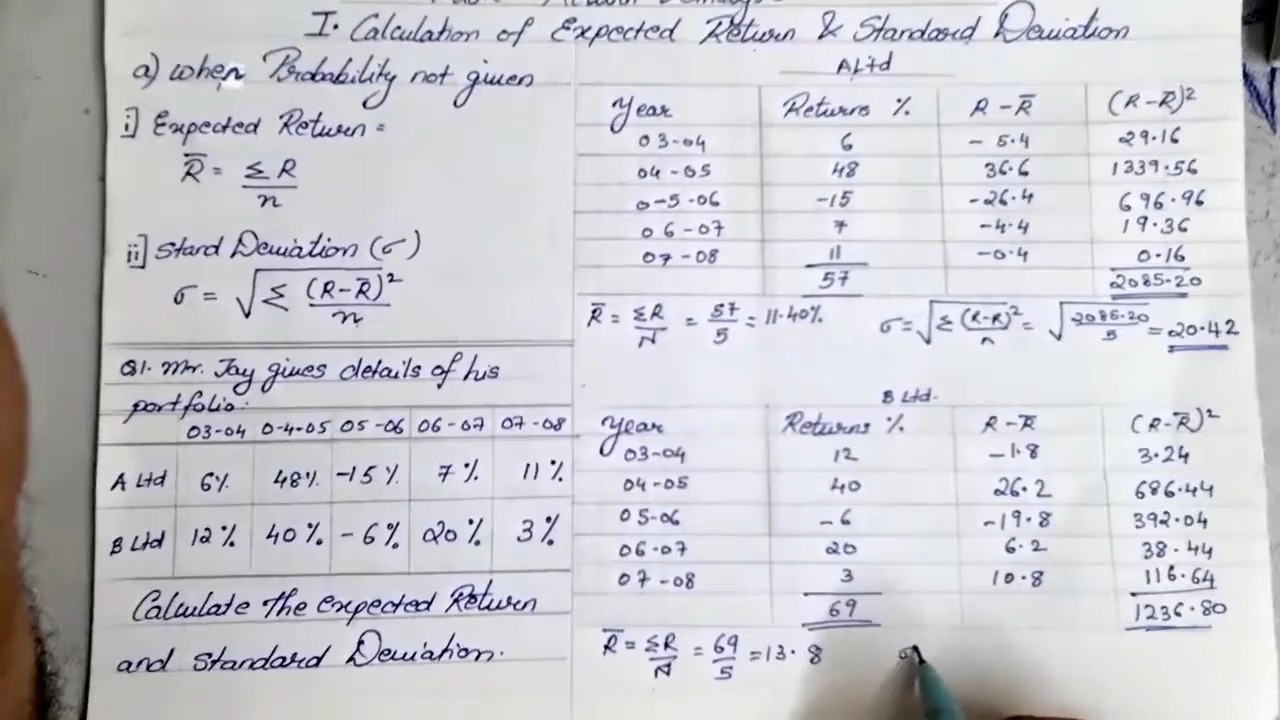 I. Calculation of Expected Return & Standard Deviation
a) when Probability not given
i] Expected Return =
R̅ = ΣR
n
ii] Stard Deviation (σ)
σ = √Σ (R-R̅)²
n
Q1. Mr. Jay gives details of his
portfolio:
03-04 0-4-05 05-06 06-07 07-08
A Ltd 6% 48% -15% 7% 11%
B Ltd 12% 40% -6% 20% 3%
Calculate the expected Return
and standard Deviation.
A Ltd
Year Returns % R-R̅ (R-R̅)²
03-04 6 -5.4 29.16
04-05 48 36.6 1339.56
0-5-06 -15 -26.4 696.96
06-07 7 -4.4 19.36
07-08 11 -0.4 0.16
57 2085.20
R̅ = ΣR/N = 57/5 = 11.40% σ = √Σ(R-R)²/n = √2085.20/5 = 20.42
B Ltd.
Year Returns % R-R̅ (R-R̅)²
03-04 12 -1.8 3.24
04-05 40 26.2 686.44
05-06 -6 -19.8 392.04
06-07 20 6.2 38.44
07-08 3 10.8 116.64
69 1236.80
R̅ = ΣR/N = 69/5 = 13.8 σ